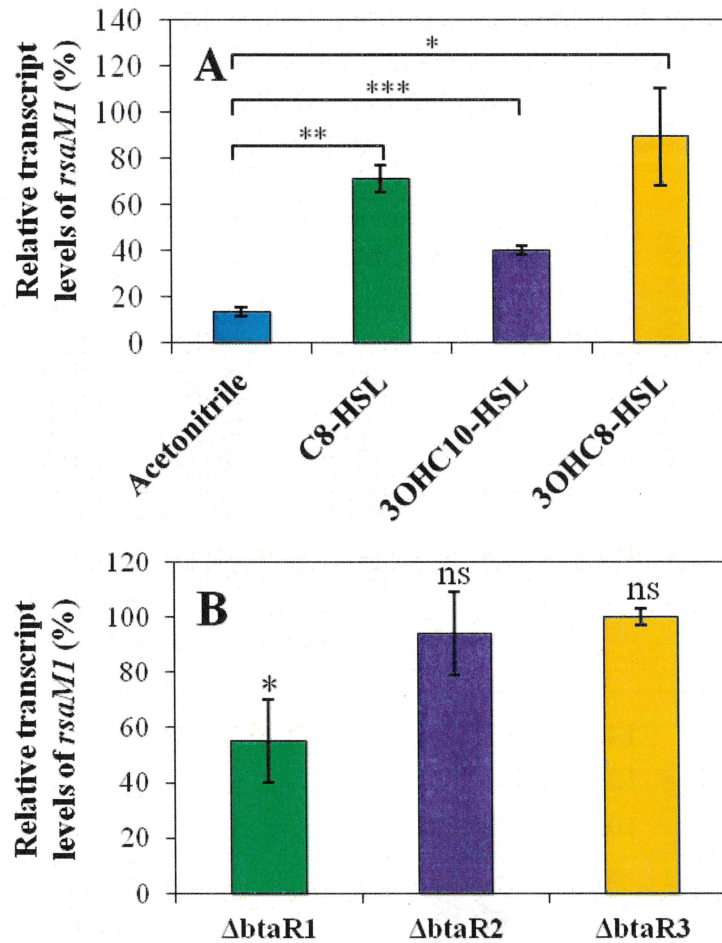 A
Relative transcript
levels of rsaM1 (%)
140
120
100
80
60
40
20
0
*
***
**
Acetonitrile
C8-HSL
3OHC10-HSL
3OHC8-HSL
B
Relative transcript
levels of rsaM1 (%)
120
100
80
60
40
20
0
*
ns
ns
ΔbtaR1
ΔbtaR2
ΔbtaR3